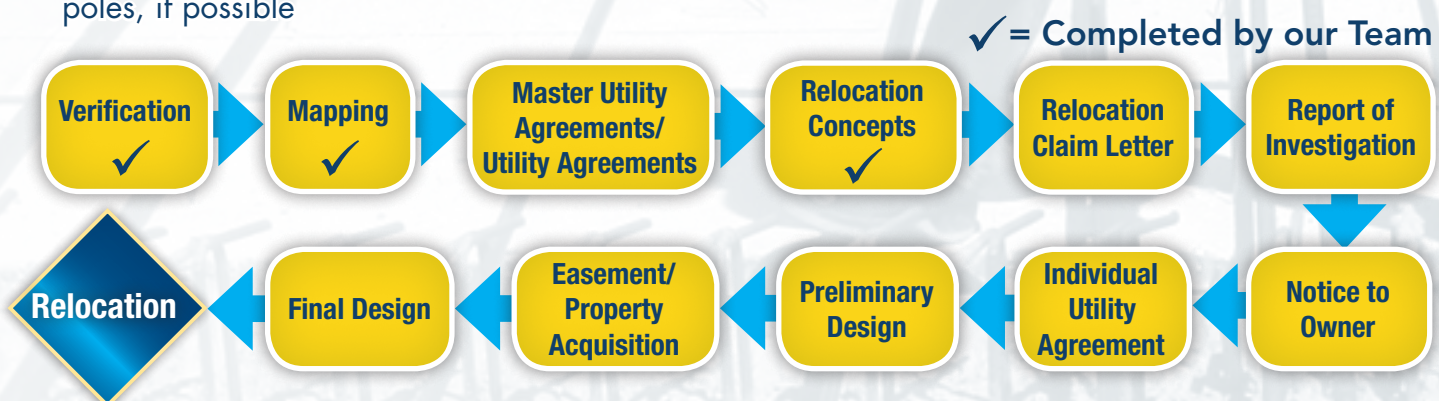 poles, if possible
✓= Completed by our Team
Verification
✓
Mapping
✓
Master Utility
Agreements/
Utility Agreements
Relocation
Concepts
✓
Relocation
Claim Letter
Report of
Investigation
Notice to
Owner
Individual
Utility
Agreement
Preliminary
Design
Easement/
Property
Acquisition
Final Design
Relocation